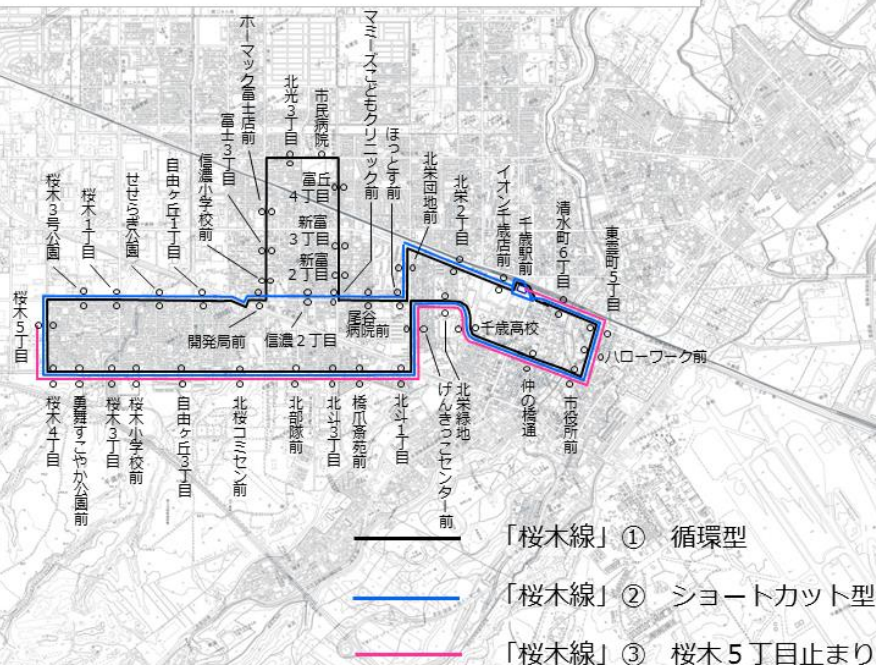 ホーマック富士店前
富士3丁目
信濃小学校前
北光3丁目
市民病院
マミーズこどもクリニック前
ほっとす前
北栄団地前
北栄2丁目
イオン千歳店前
千歳駅前
清水町6丁目
東雲町5丁目
桜木3号公園
桜木1丁目
せせらぎ公園
自由ヶ丘1丁目
富丘
4丁目
新富
3丁目
新富
2丁目
桜木5丁目
開発局前
信濃2丁目
尾谷
病院前
千歳高校
ハローワーク前
桜木4丁目
勇舞すこやか公園前
桜木3丁目
桜木小学校前
自由ヶ丘3丁目
北桜コミセン前
北部隊前
北斗3丁目
橋爪斎苑前
北斗1丁目
げんきっこセンター前
北栄緑地
仲の橋通
市役所前
「桜木線」① 循環型
「桜木線」② ショートカット型
「桜木線」③ 桜木5丁目止まり